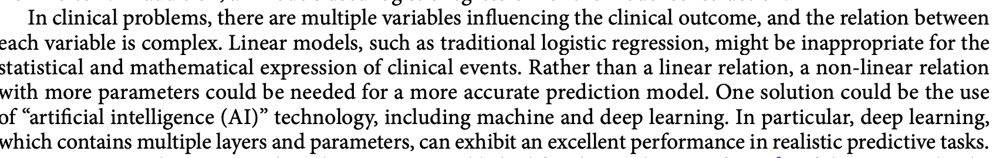 In clinical problems, there are multiple variables influencing the clinical outcome, and the relation between
each variable is complex. Linear models, such as traditional logistic regression, might be inappropriate for the
statistical and mathematical expression of clinical events. Rather than a linear relation, a non-linear relation
with more parameters could be needed for a more accurate prediction model. One solution could be the use
of “artificial intelligence (AI)” technology, including machine and deep learning. In particular, deep learning,
which contains multiple layers and parameters, can exhibit an excellent performance in realistic predictive tasks.